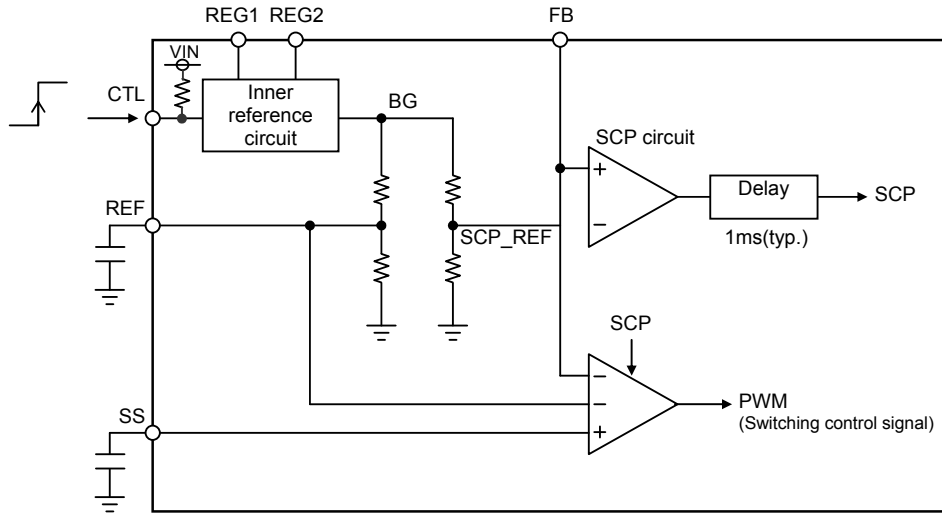 REG1 REG2
FB
VIN
CTL
Inner
reference
circuit
BG
SCP circuit
+
−
Delay
SCP
1ms(typ.)
REF
SCP_REF
SCP
−
−
+
PWM
(Switching control signal)
SS